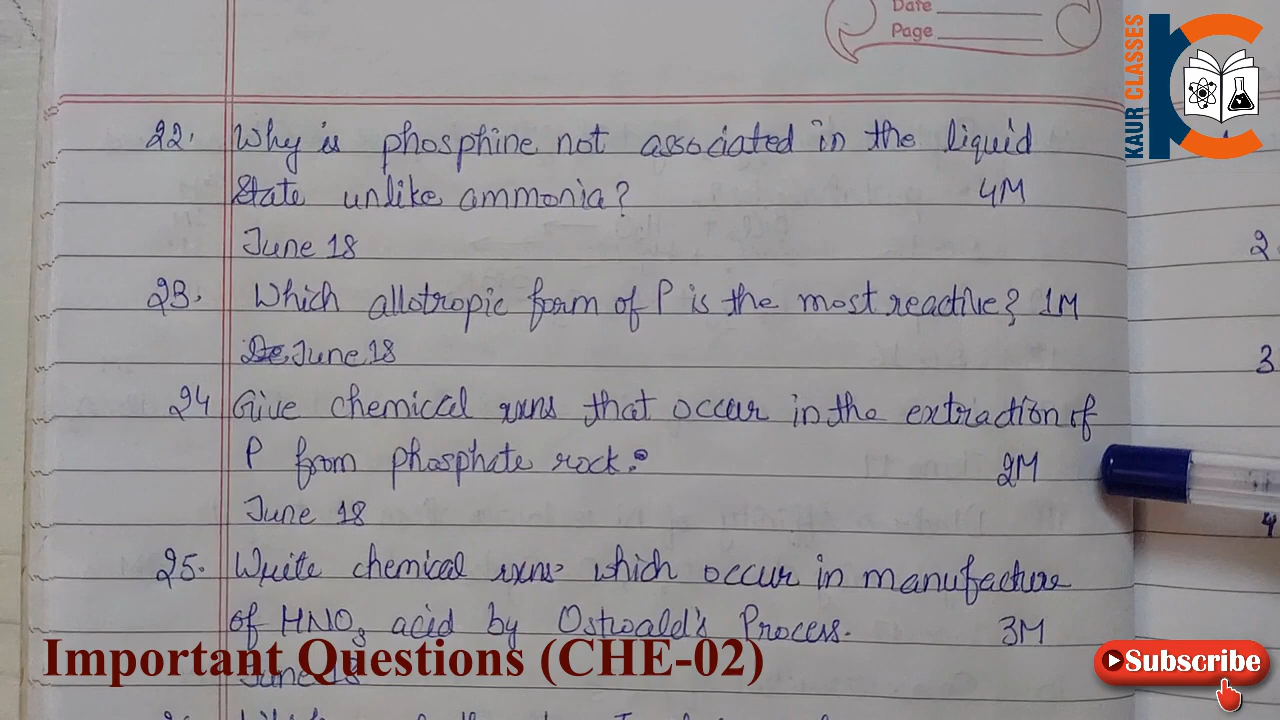 Date
Page
KAUR CLASSES
22. Why is phosphine not associated in the liquid
State unlike ammonia? 4M
June 18
23. Which allotropic form of P is the most reactive? 1M
June 18
24 Give chemical rxns that occur in the extraction of
P from phosphate rock. 2M
June 18
25. Write chemical rxns which occur in manufacture
of HNO3 acid by Ostwald's Process. 3M
June 18
2
3
4
Important Questions (CHE-02)
Subscribe